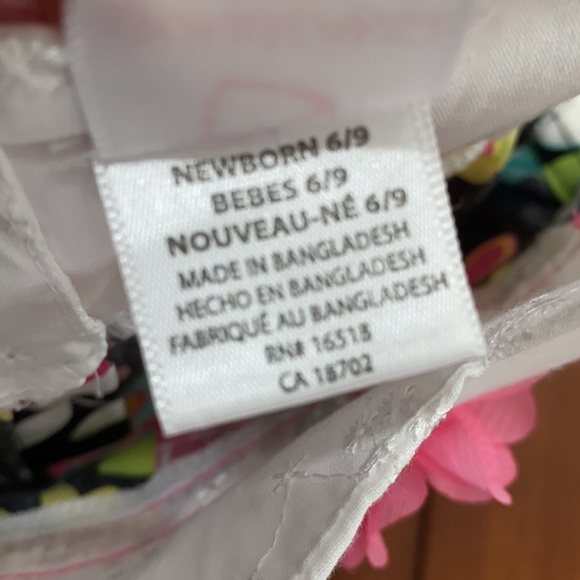 NEWBORN 6/9
BEBES 6/9
NOUVEAU-NÉ 6/9
MADE IN BANGLADESH
HECHO EN BANGLADESH
FABRIQUÉ AU BANGLADESH
RN# 16518
CA 18702